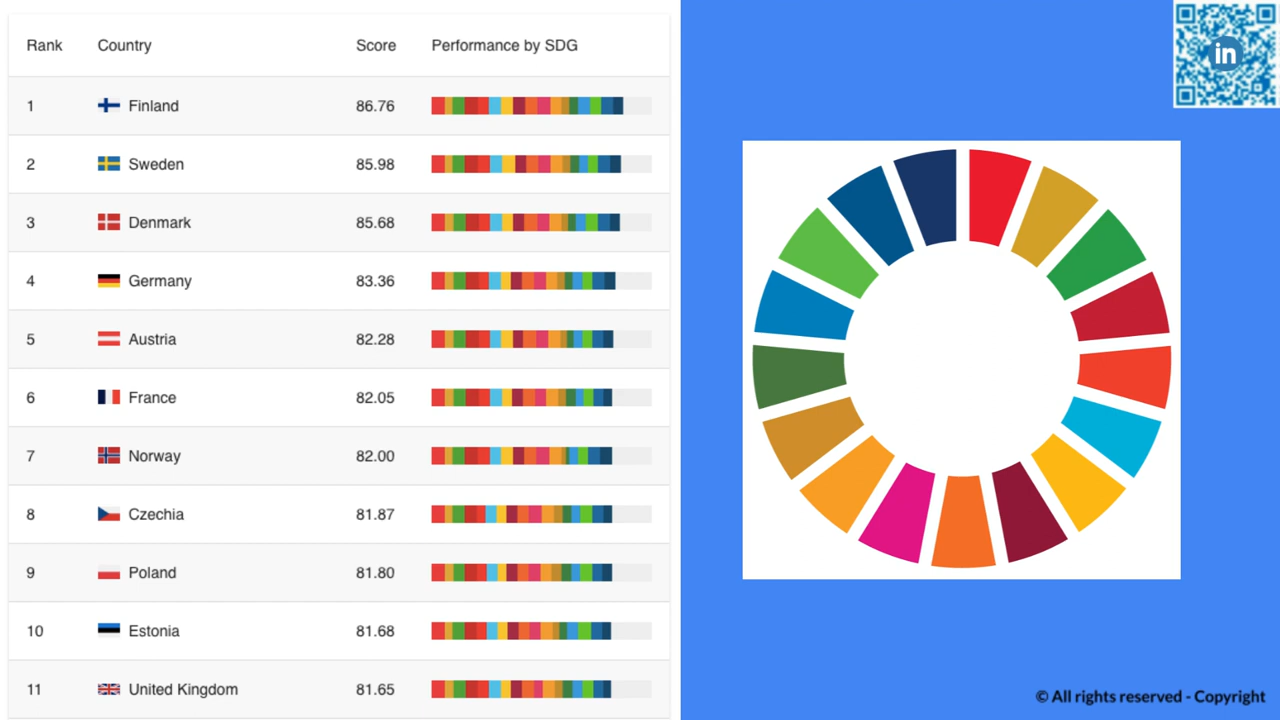 Rank Country Score Performance by SDG
1 Finland 86.76
2 Sweden 85.98
3 Denmark 85.68
4 Germany 83.36
5 Austria 82.28
6 France 82.05
7 Norway 82.00
8 Czechia 81.87
9 Poland 81.80
10 Estonia 81.68
11 United Kingdom 81.65
in
© All rights reserved - Copyright